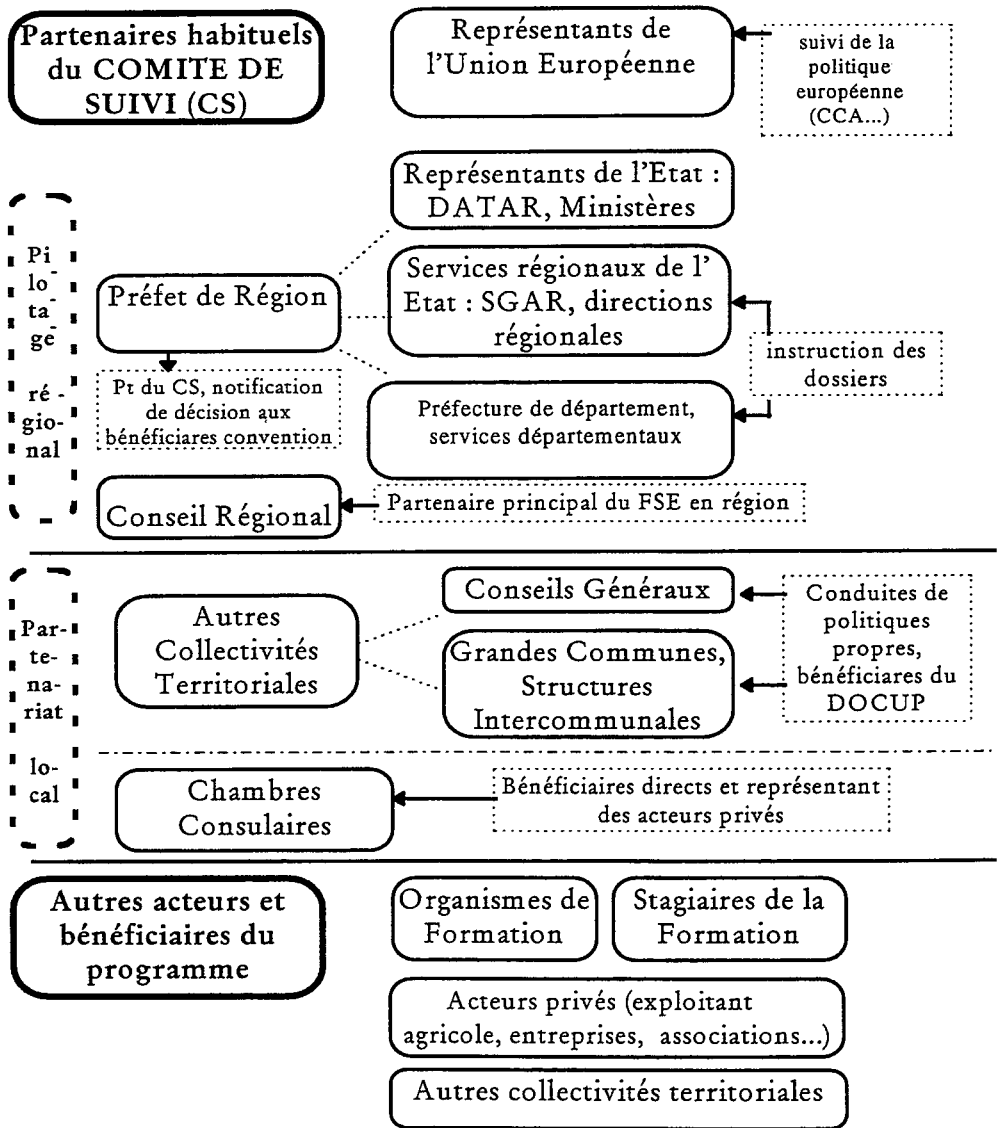 Partenaires habituels
du COMITE DE
SUIVI (CS)
Représentants de
l'Union Européenne
suivi de la
politique
européenne
(CCA...)
Pi
lo-
ta-
ge
ré -
gio-
nal
Représentants de l'Etat :
DATAR, Ministères
Préfet de Région
Services régionaux de l'
Etat : SGAR, directions
régionales
instruction des
dossiers
Pt du CS, notification
de décision aux
bénéficiares convention
Préfecture de département,
services départementaux
Conseil Régional
Partenaire principal du FSE en région
Par-
te-
na-
riat
lo-
cal
Autres
Collectivités
Territoriales
Conseils Généraux
Grandes Communes,
Structures
Intercommunales
Conduites de
politiques
propres,
bénéficiares du
DOCUP
Chambres
Consulaires
Bénéficiaires directs et représentant
des acteurs privés
Autres acteurs et
bénéficiaires du
programme
Organismes de
Formation
Stagiaires de la
Formation
Acteurs privés (exploitant
agricole, entreprises, associations...)
Autres collectivités territoriales